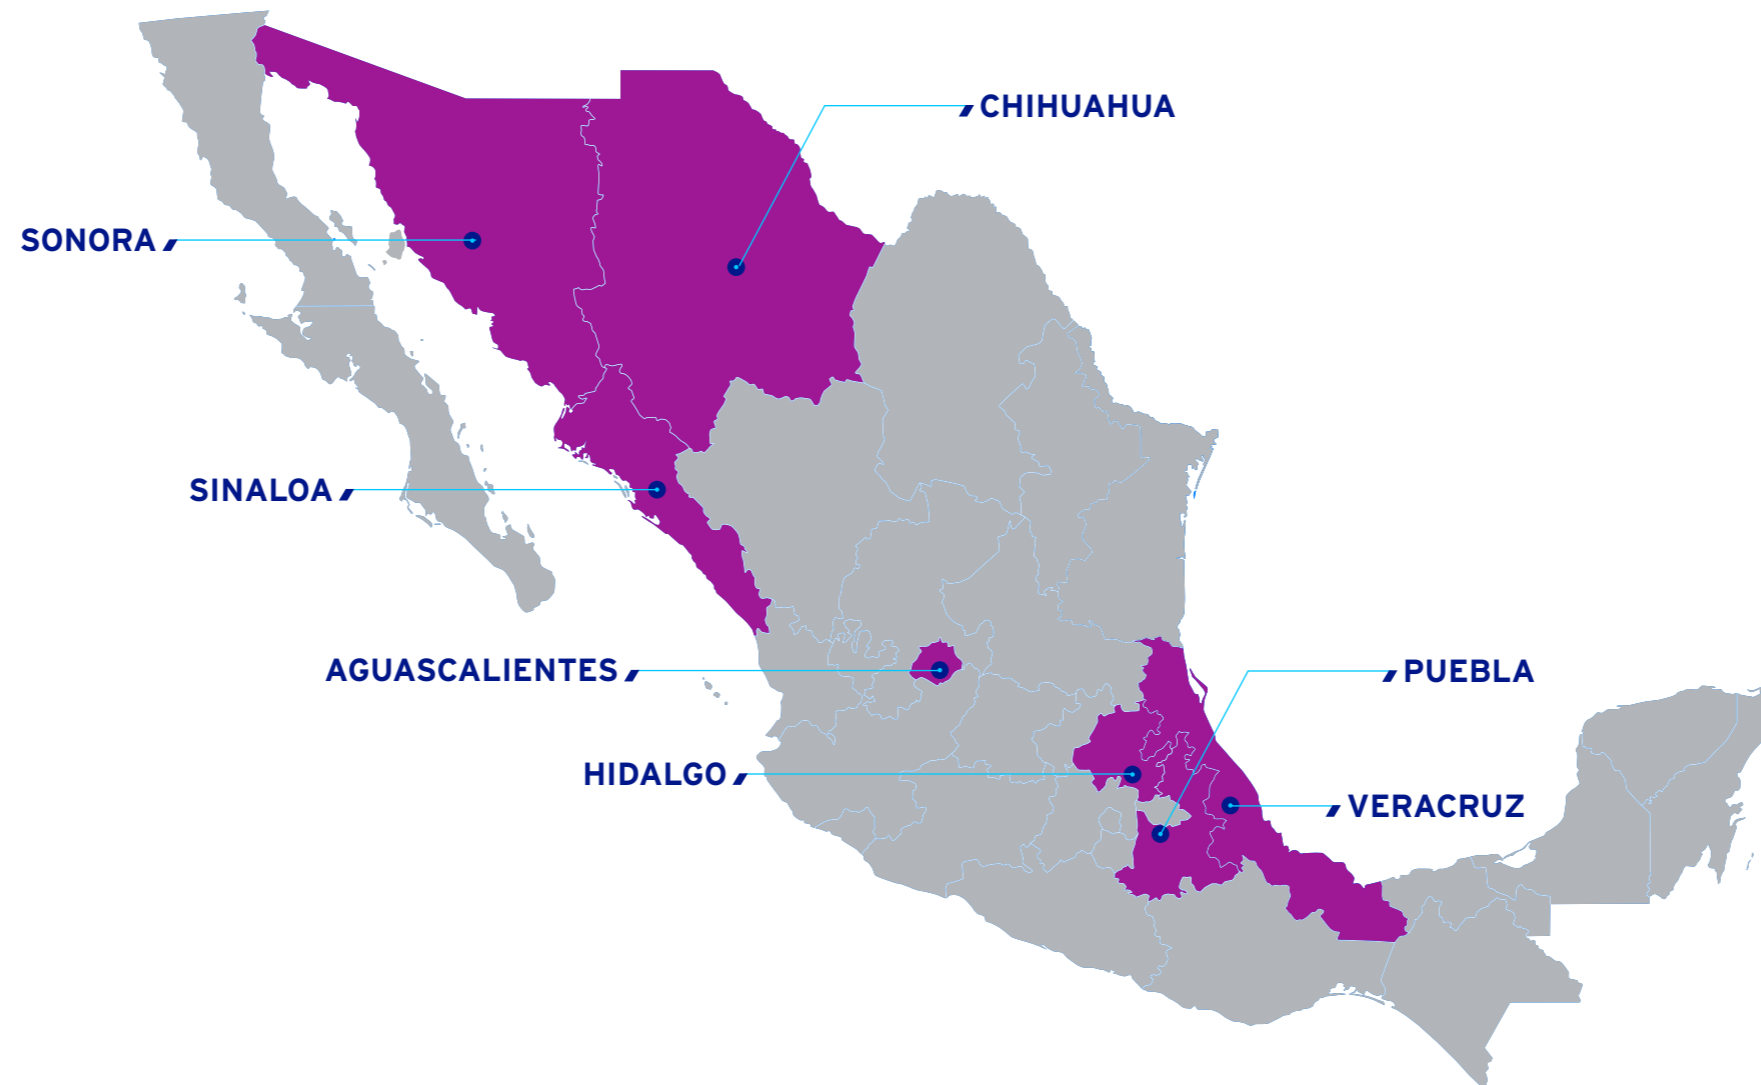 CHIHUAHUA
SONORA
SINALOA
AGUASCALIENTES
PUEBLA
HIDALGO
VERACRUZ